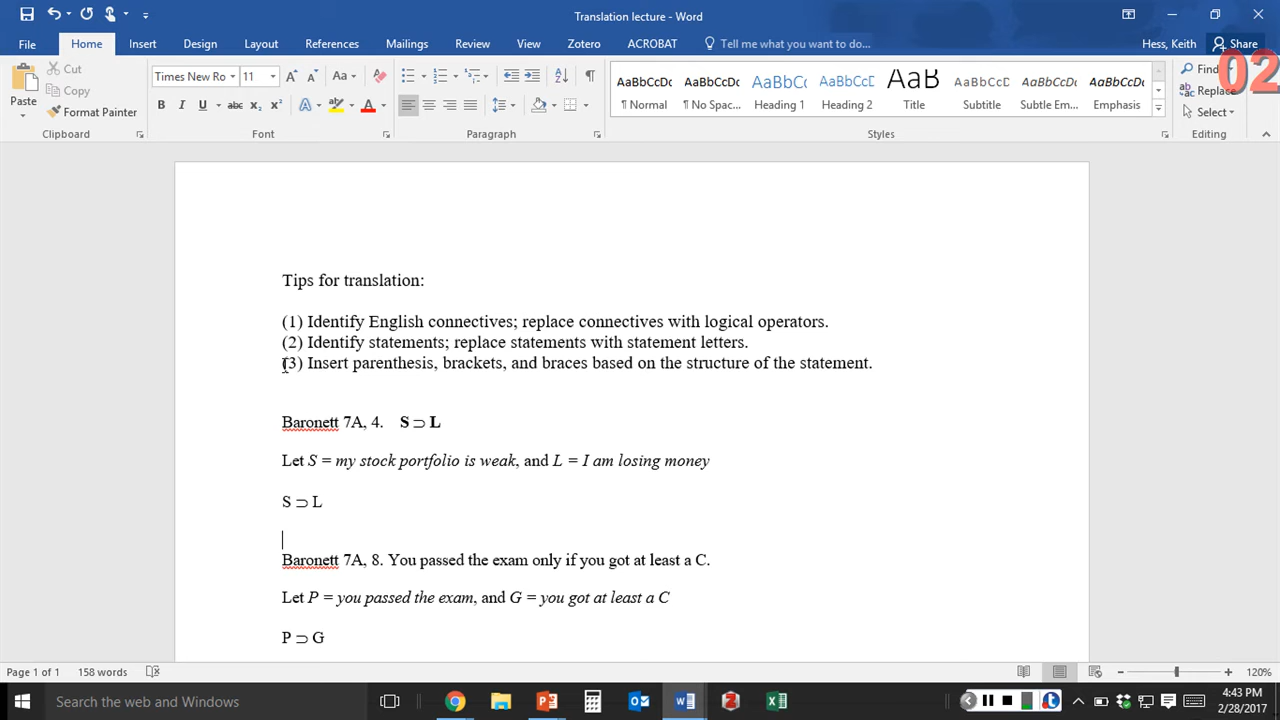 Translation lecture - Word
File Home Insert Design Layout References Mailings Review View Zotero ACROBAT Tell me what you want to do... Hess, Keith Share
Paste
Cut
Copy
Format Painter
Clipboard
Times New Ro 11
Aa
B I U abc X₂ X²
Font
Paragraph
AaBbCcDc AaBbCcDc AaBbCc AaBbCcC AaB AaBbCcD AaBbCcDc AaBbCcDc
¶ Normal ¶ No Spac... Heading 1 Heading 2 Title Subtitle Subtle Em... Emphasis
Styles
Find
Replace
Select
Editing
02
Tips for translation:
(1) Identify English connectives; replace connectives with logical operators.
(2) Identify statements; replace statements with statement letters.
(3) Insert parenthesis, brackets, and braces based on the structure of the statement.
Baronett 7A, 4. S ⊃ L
Let S = my stock portfolio is weak, and L = I am losing money
S ⊃ L
Baronett 7A, 8. You passed the exam only if you got at least a C.
Let P = you passed the exam, and G = you got at least a C
P ⊃ G
Page 1 of 1 158 words 120%
Search the web and Windows
4:43 PM
2/28/2017